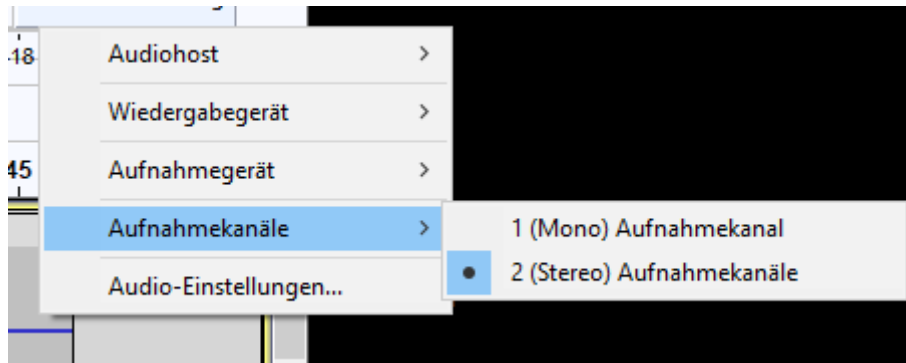 -18
Audiohost
Wiedergabegerät
45
Aufnahmegerät
Aufnahmekanäle
1 (Mono) Aufnahmekanal
2 (Stereo) Aufnahmekanäle
Audio-Einstellungen...